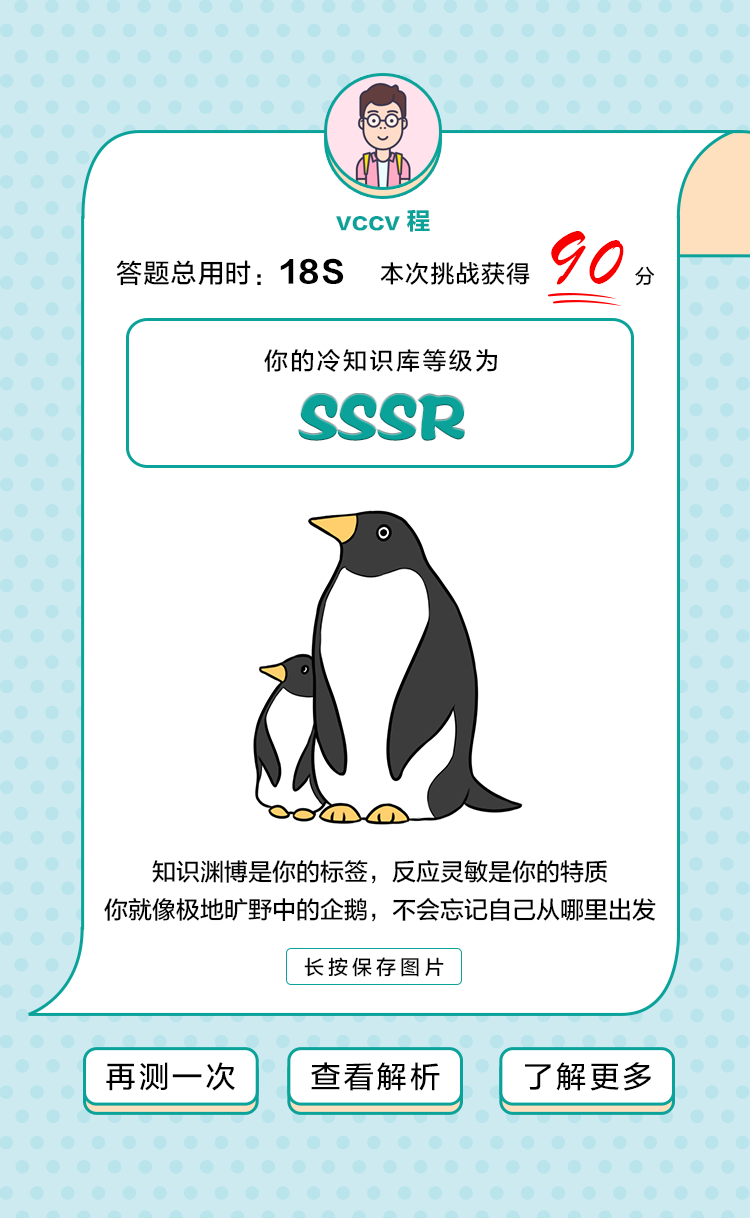 vccv 程
答题总用时：18S 本次挑战获得 90 分
你的冷知识库等级为
SSSR
知识渊博是你的标签，反应灵敏是你的特质
你就像极地旷野中的企鹅，不会忘记自己从哪里出发
长按保存图片
再测一次 查看解析 了解更多